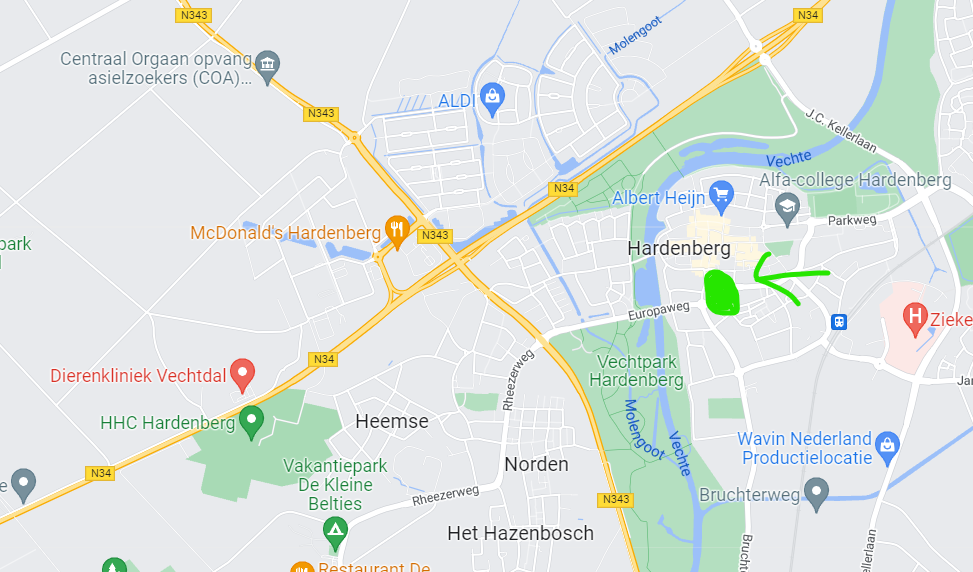 N343
N34
Molengoot
Centraal Orgaan opvang
asielzoekers (COA)...
ALDI
N343
J.C. Kellerlaan
Vechte
Alfa-college Hardenberg
N34
Albert Heijn
Parkweg
McDonald's Hardenberg
N343
park
Hardenberg
Europaweg
Zieke
N34
Rheezerweg
Vechtpark
Hardenberg
Dierenkliniek Vechtdal
Jan
HHC Hardenberg
Heemse
Molengoot
Vechte
Wavin Nederland
Productielocatie
Norden
Vakantiepark
De Kleine
Belties
N34
e
Rheezerweg
N343
Bruchterweg
Het Hazenbosch
Brucht
ellerlaan
Restaurant De